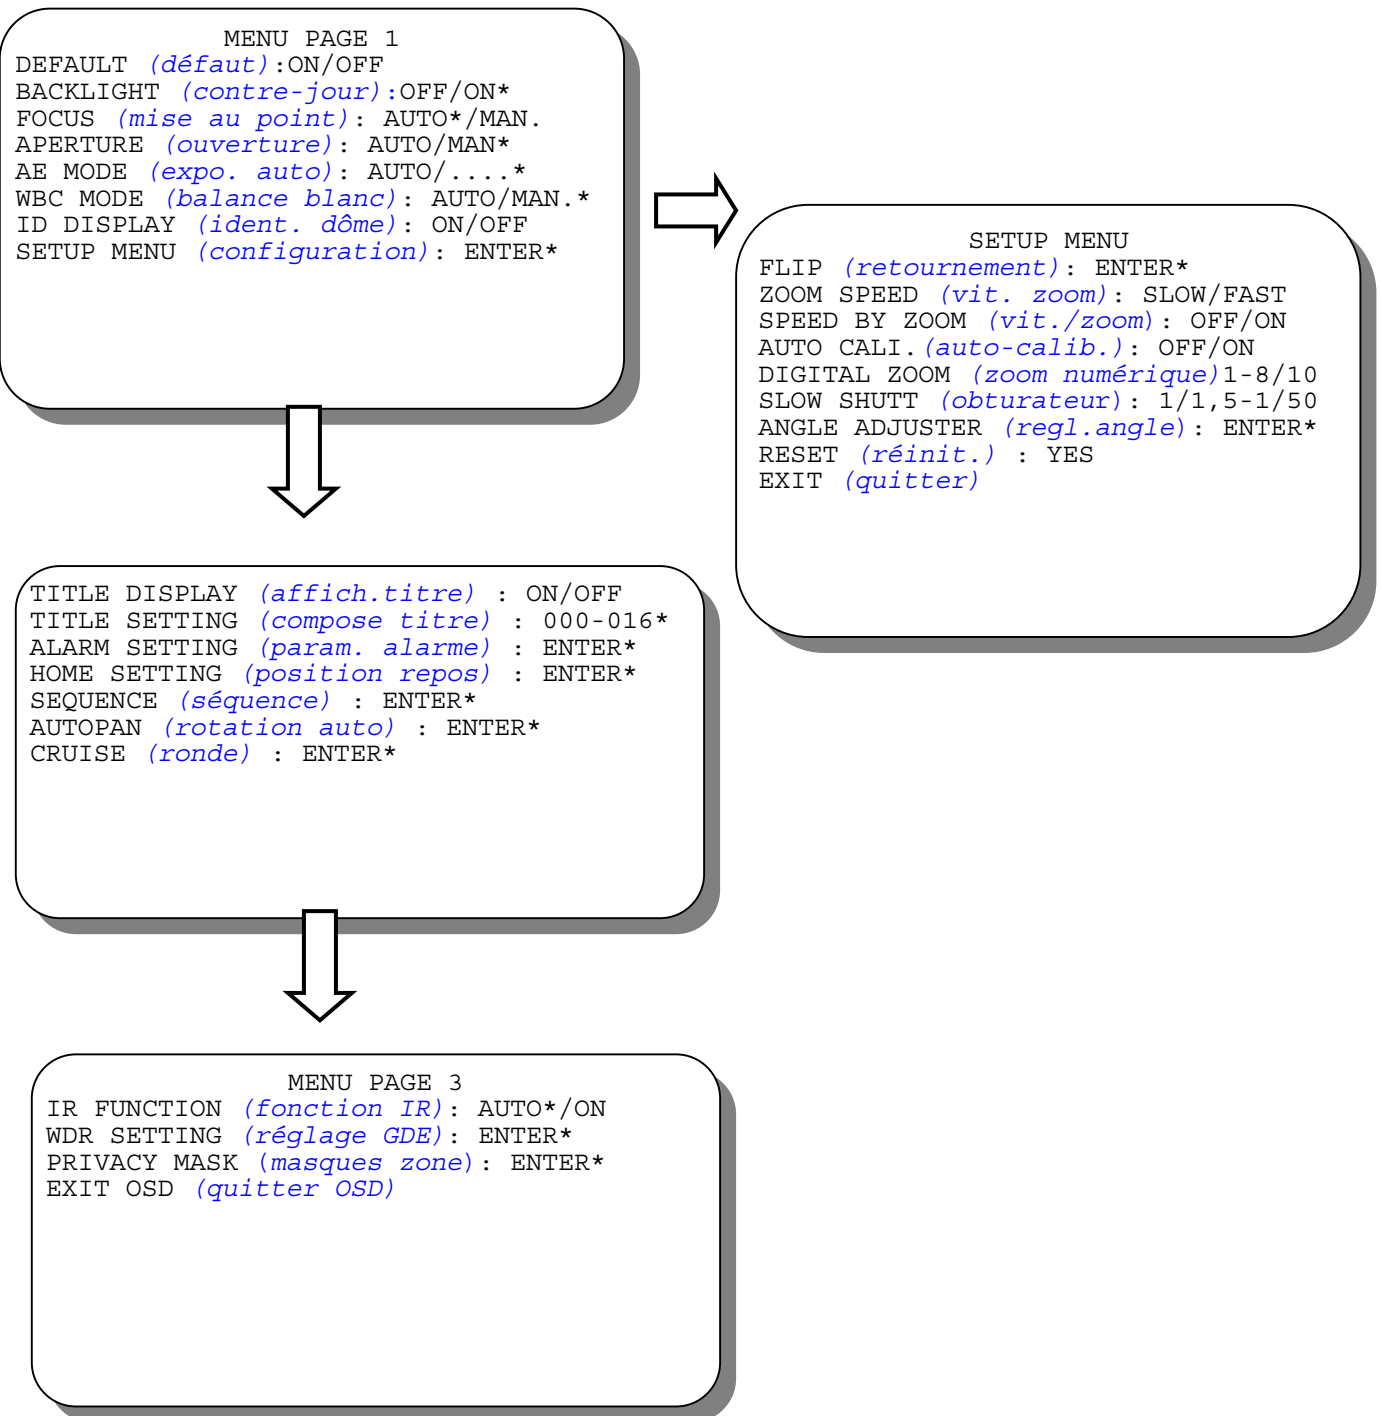 MENU PAGE 1
DEFAULT (défaut):ON/OFF
BACKLIGHT (contre-jour):OFF/ON*
FOCUS (mise au point): AUTO*/MAN.
APERTURE (ouverture): AUTO/MAN*
AE MODE (expo. auto): AUTO/....*
WBC MODE (balance blanc): AUTO/MAN.*
ID DISPLAY (ident. dôme): ON/OFF
SETUP MENU (configuration): ENTER*
SETUP MENU
FLIP (retournement): ENTER*
ZOOM SPEED (vit. zoom): SLOW/FAST
SPEED BY ZOOM (vit./zoom): OFF/ON
AUTO CALI.(auto-calib.): OFF/ON
DIGITAL ZOOM (zoom numérique)1-8/10
SLOW SHUTT (obturateur): 1/1,5-1/50
ANGLE ADJUSTER (regl.angle): ENTER*
RESET (réinit.) : YES
EXIT (quitter)
TITLE DISPLAY (affich.titre) : ON/OFF
TITLE SETTING (compose titre) : 000-016*
ALARM SETTING (param. alarme) : ENTER*
HOME SETTING (position repos) : ENTER*
SEQUENCE (séquence) : ENTER*
AUTOPAN (rotation auto) : ENTER*
CRUISE (ronde) : ENTER*
MENU PAGE 3
IR FUNCTION (fonction IR): AUTO*/ON
WDR SETTING (réglage GDE): ENTER*
PRIVACY MASK (masques zone): ENTER*
EXIT OSD (quitter OSD)